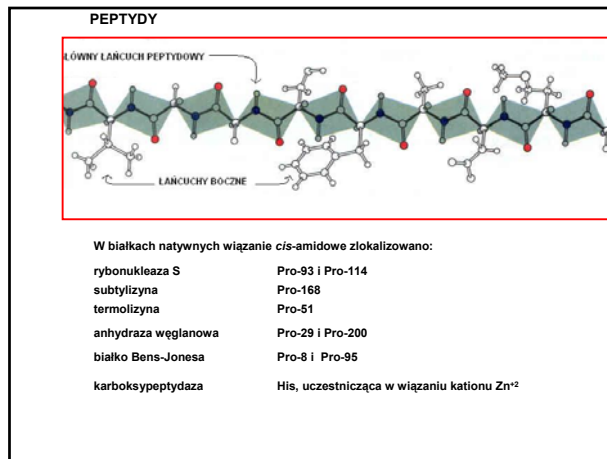 PEPTYDY
ŁÓWNY ŁAŃCUCH PEPTYDOWY
ŁAŃCUCHY BOCZNE
W białkach natywnych wiązanie cis-amidowe zlokalizowano:
rybonukleaza S Pro-93 i Pro-114
subtylizyna Pro-168
termolizyna Pro-51
anhydraza węglanowa Pro-29 i Pro-200
białko Bens-Jonesa Pro-8 i Pro-95
karboksypeptydaza His, uczestnicząca w wiązaniu kationu Zn⁺²